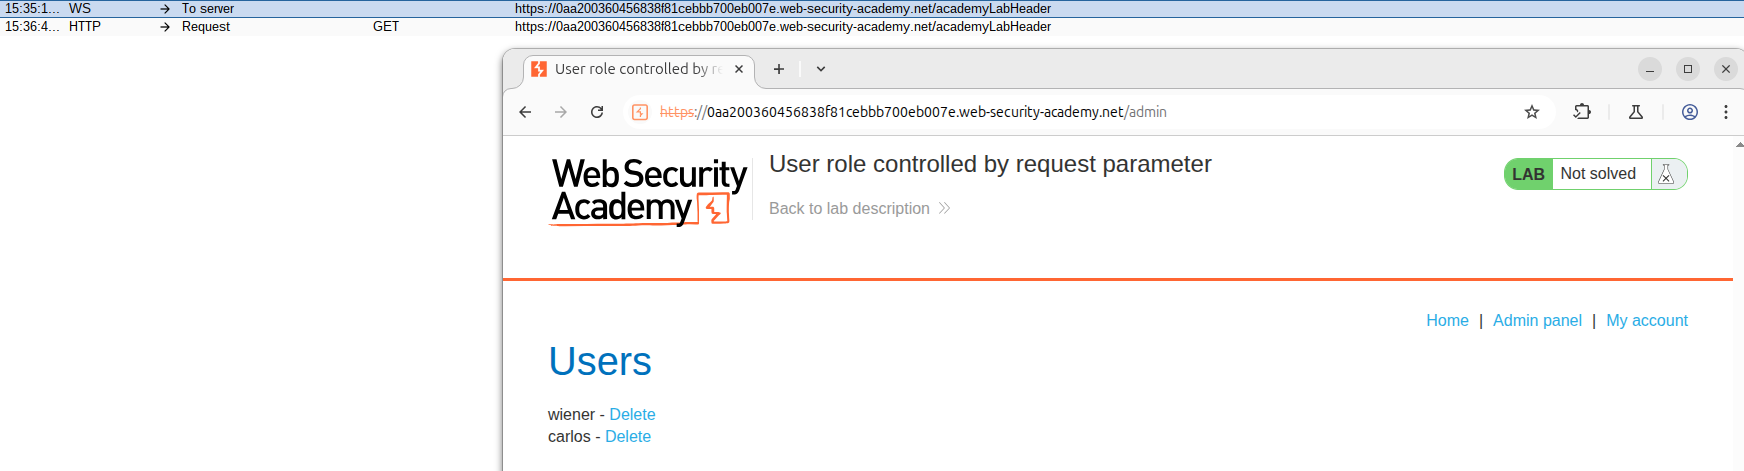 15:35:1... WS → To server https://0aa200360456838f81cebbb700eb007e.web-security-academy.net/academyLabHeader
15:36:4... HTTP → Request GET https://0aa200360456838f81cebbb700eb007e.web-security-academy.net/academyLabHeader
User role controlled by re
https://0aa200360456838f81cebbb700eb007e.web-security-academy.net/admin
Web Security
Academy
User role controlled by request parameter
Back to lab description
LAB Not solved
Home | Admin panel | My account
Users
wiener - Delete
carlos - Delete